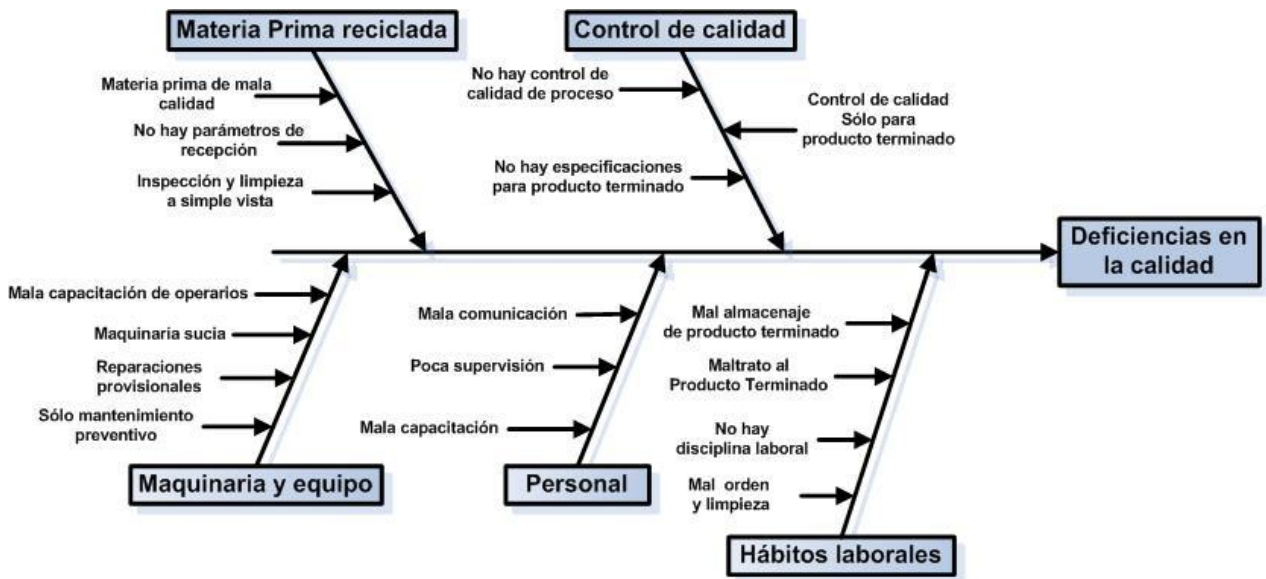 Materia Prima reciclada
Control de calidad
Materia prima de mala
calidad
No hay parámetros de
recepción
Inspección y limpieza
a simple vista
No hay control de
calidad de proceso
Control de calidad
Sólo para
producto terminado
No hay especificaciones
para producto terminado
Deficiencias en
la calidad
Mala capacitación de operarios
Maquinaria sucia
Reparaciones
provisionales
Sólo mantenimiento
preventivo
Maquinaria y equipo
Mala comunicación
Poca supervisión
Mala capacitación
Personal
Mal almacenaje
de producto terminado
Maltrato al
Producto Terminado
No hay
disciplina laboral
Mal orden
y limpieza
Hábitos laborales